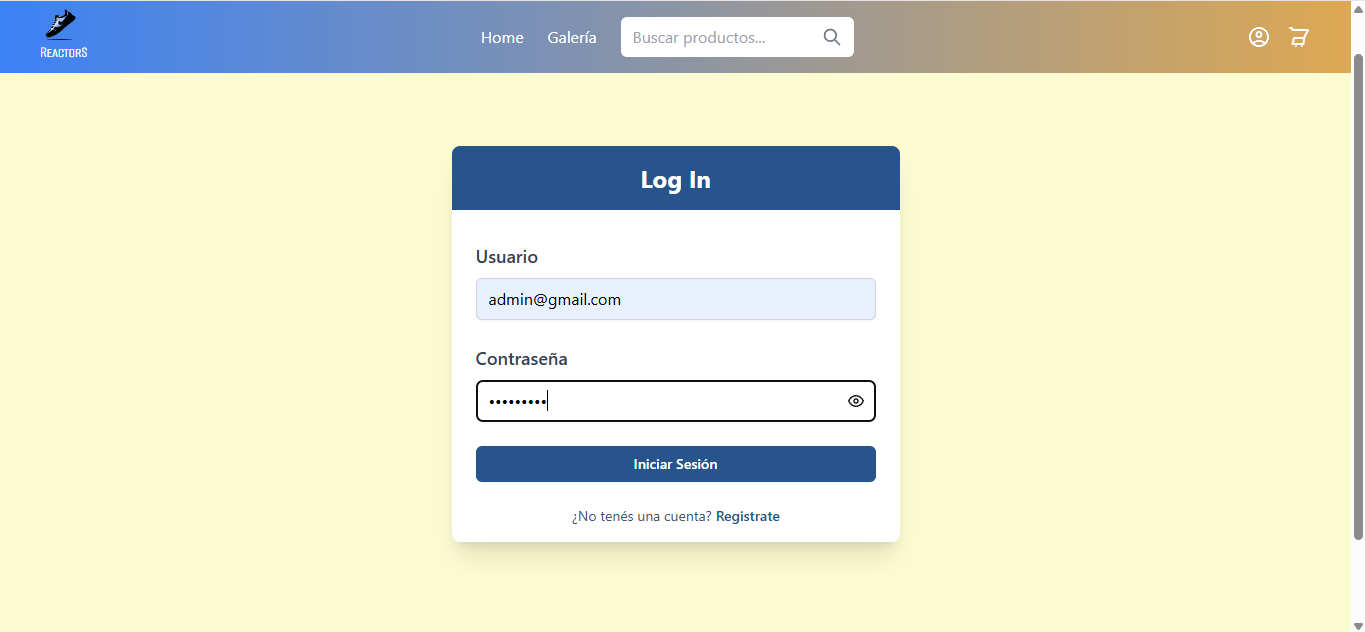 REACTORS
Home
Galería
Buscar productos...
Log In
Usuario
admin@gmail.com
Contraseña
•••••••••
Iniciar Sesión
¿No tenés una cuenta? Registrate